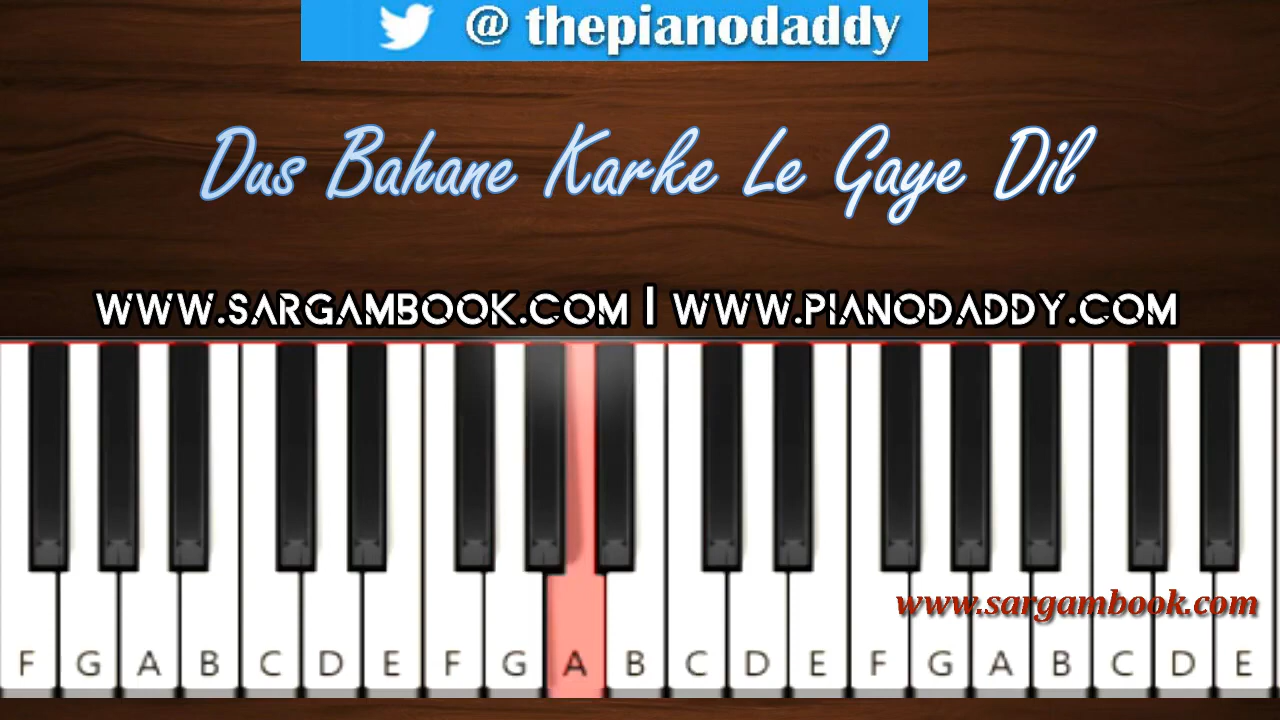 @ thepianodaddy
Dus Bahane Karke Le Gaye Dil
WWW.SARGAMBOOK.COM | WWW.PIANODADDY.COM
www.sargambook.com
F G A B C D E F G A B C D E F G A B C D E